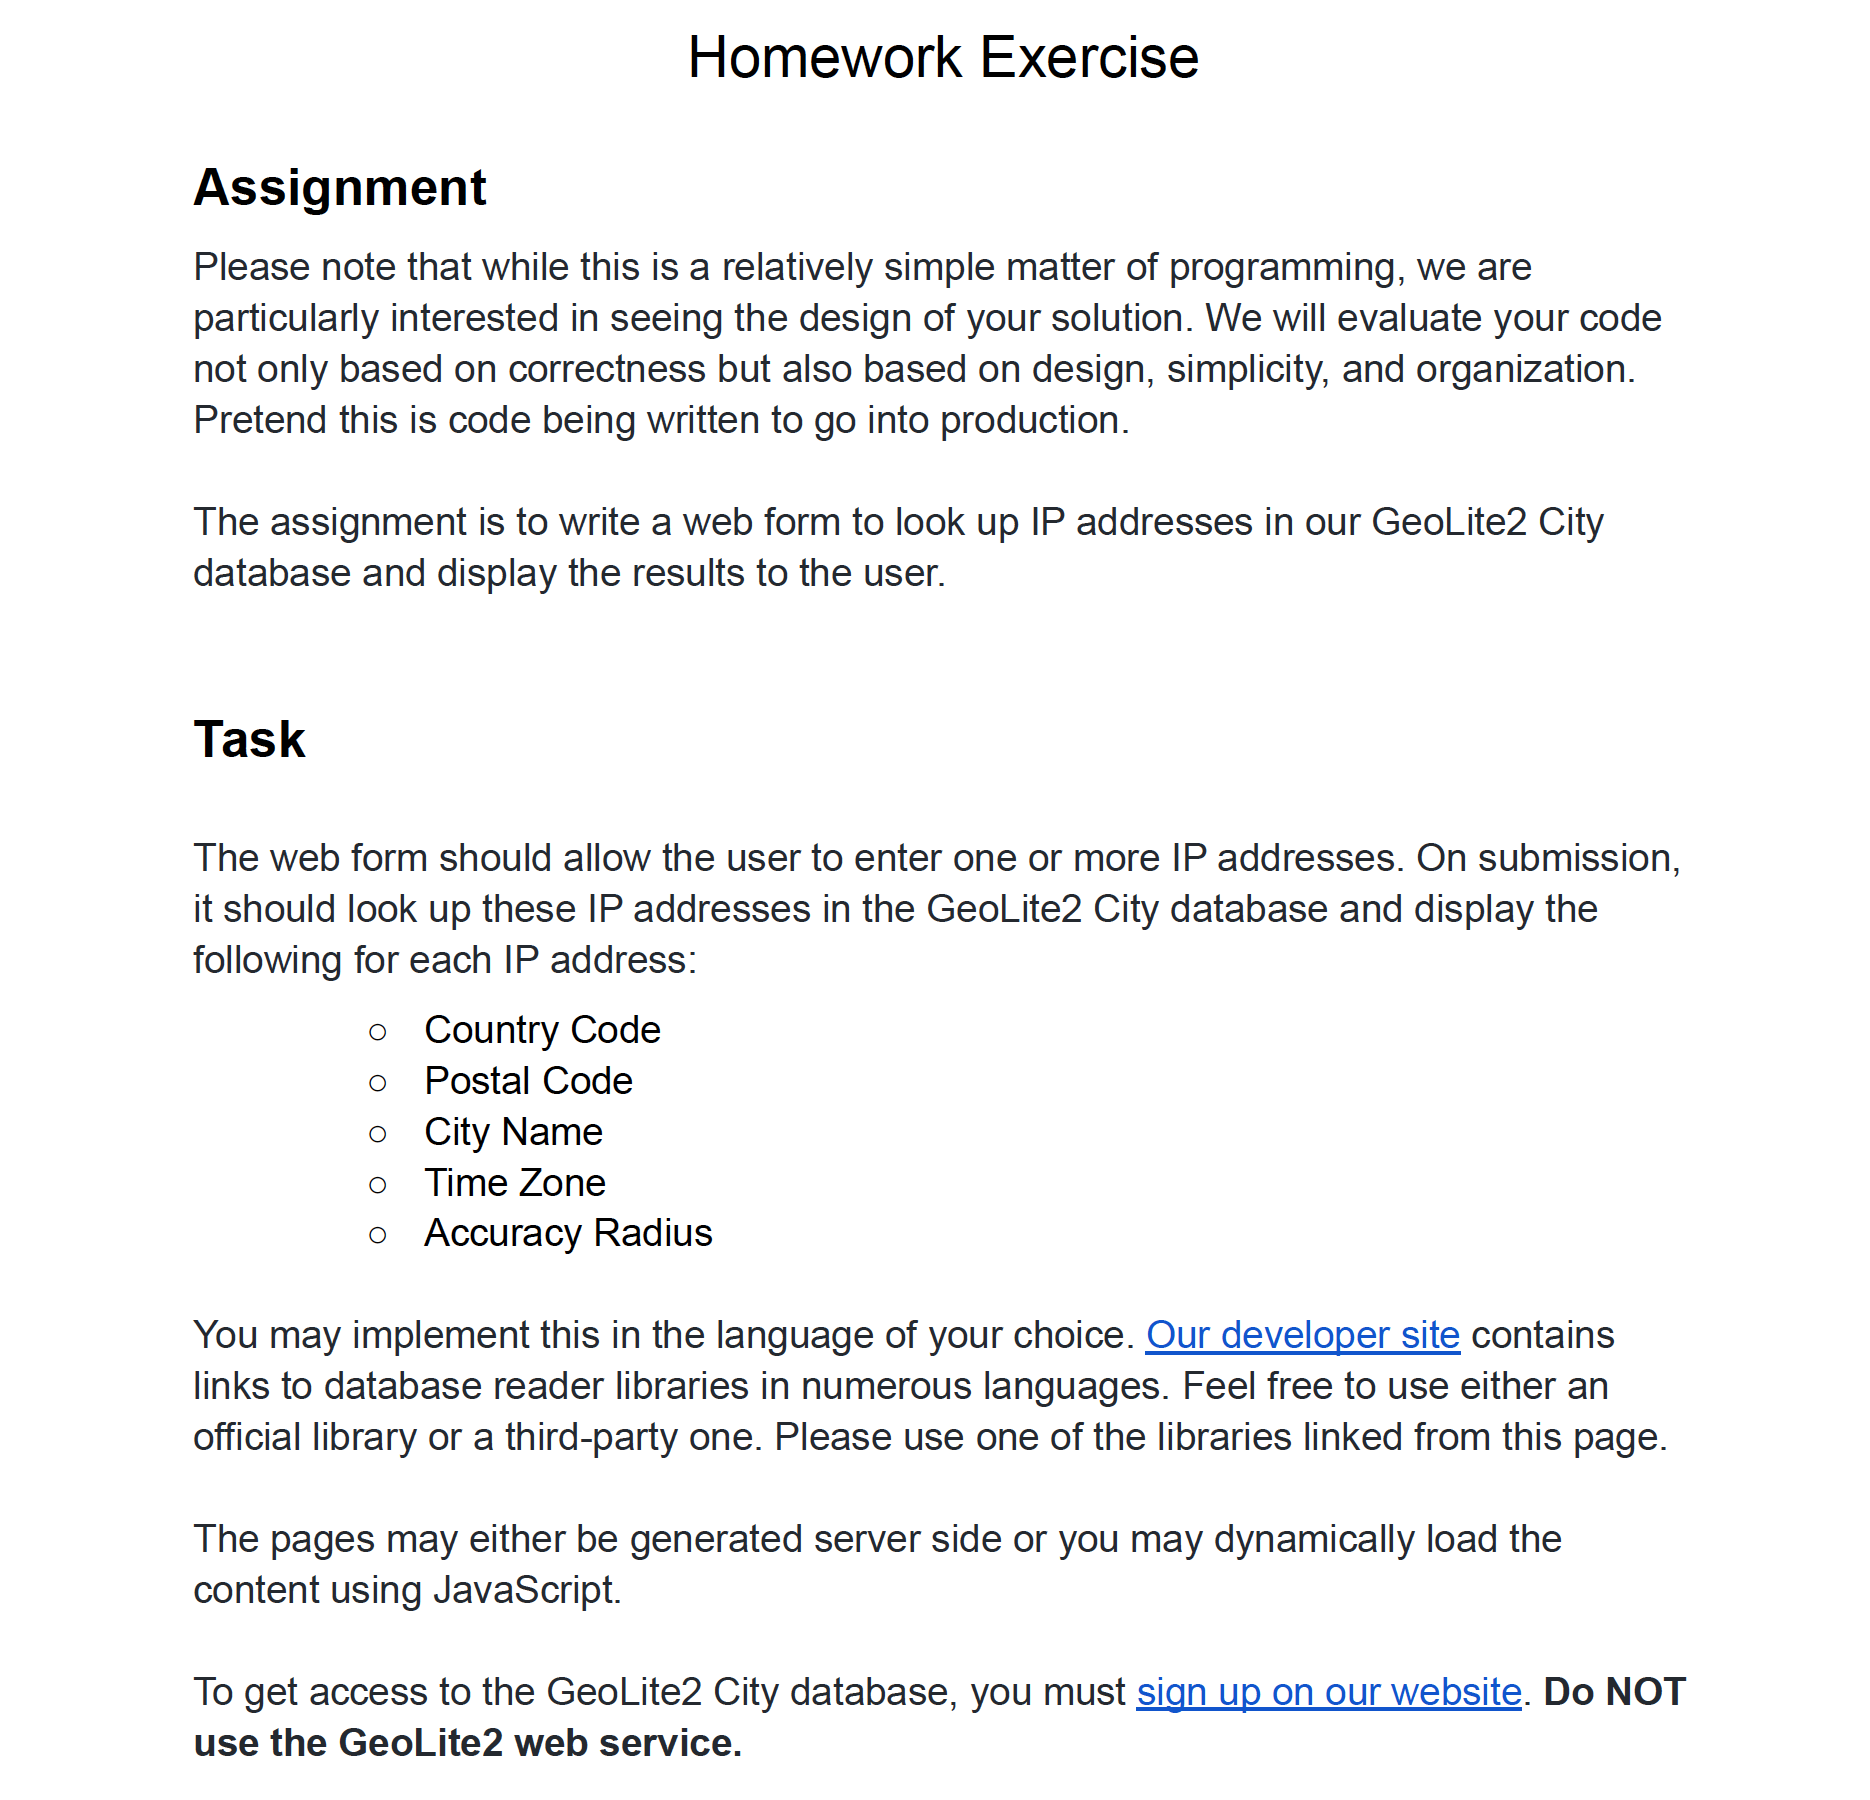 Homework Exercise
Assignment
Please note that while this is a relatively simple matter of programming, we are
particularly interested in seeing the design of your solution. We will evaluate your code
not only based on correctness but also based on design, simplicity, and organization.
Pretend this is code being written to go into production.
The assignment is to write a web form to look up IP addresses in our GeoLite2 City
database and display the results to the user.
Task
The web form should allow the user to enter one or more IP addresses. On submission,
it should look up these IP addresses in the GeoLite2 City database and display the
following for each IP address:
○ Country Code
○ Postal Code
○ City Name
○ Time Zone
○ Accuracy Radius
You may implement this in the language of your choice. Our developer site contains
links to database reader libraries in numerous languages. Feel free to use either an
official library or a third-party one. Please use one of the libraries linked from this page.
The pages may either be generated server side or you may dynamically load the
content using JavaScript.
To get access to the GeoLite2 City database, you must sign up on our website. Do NOT
use the GeoLite2 web service.